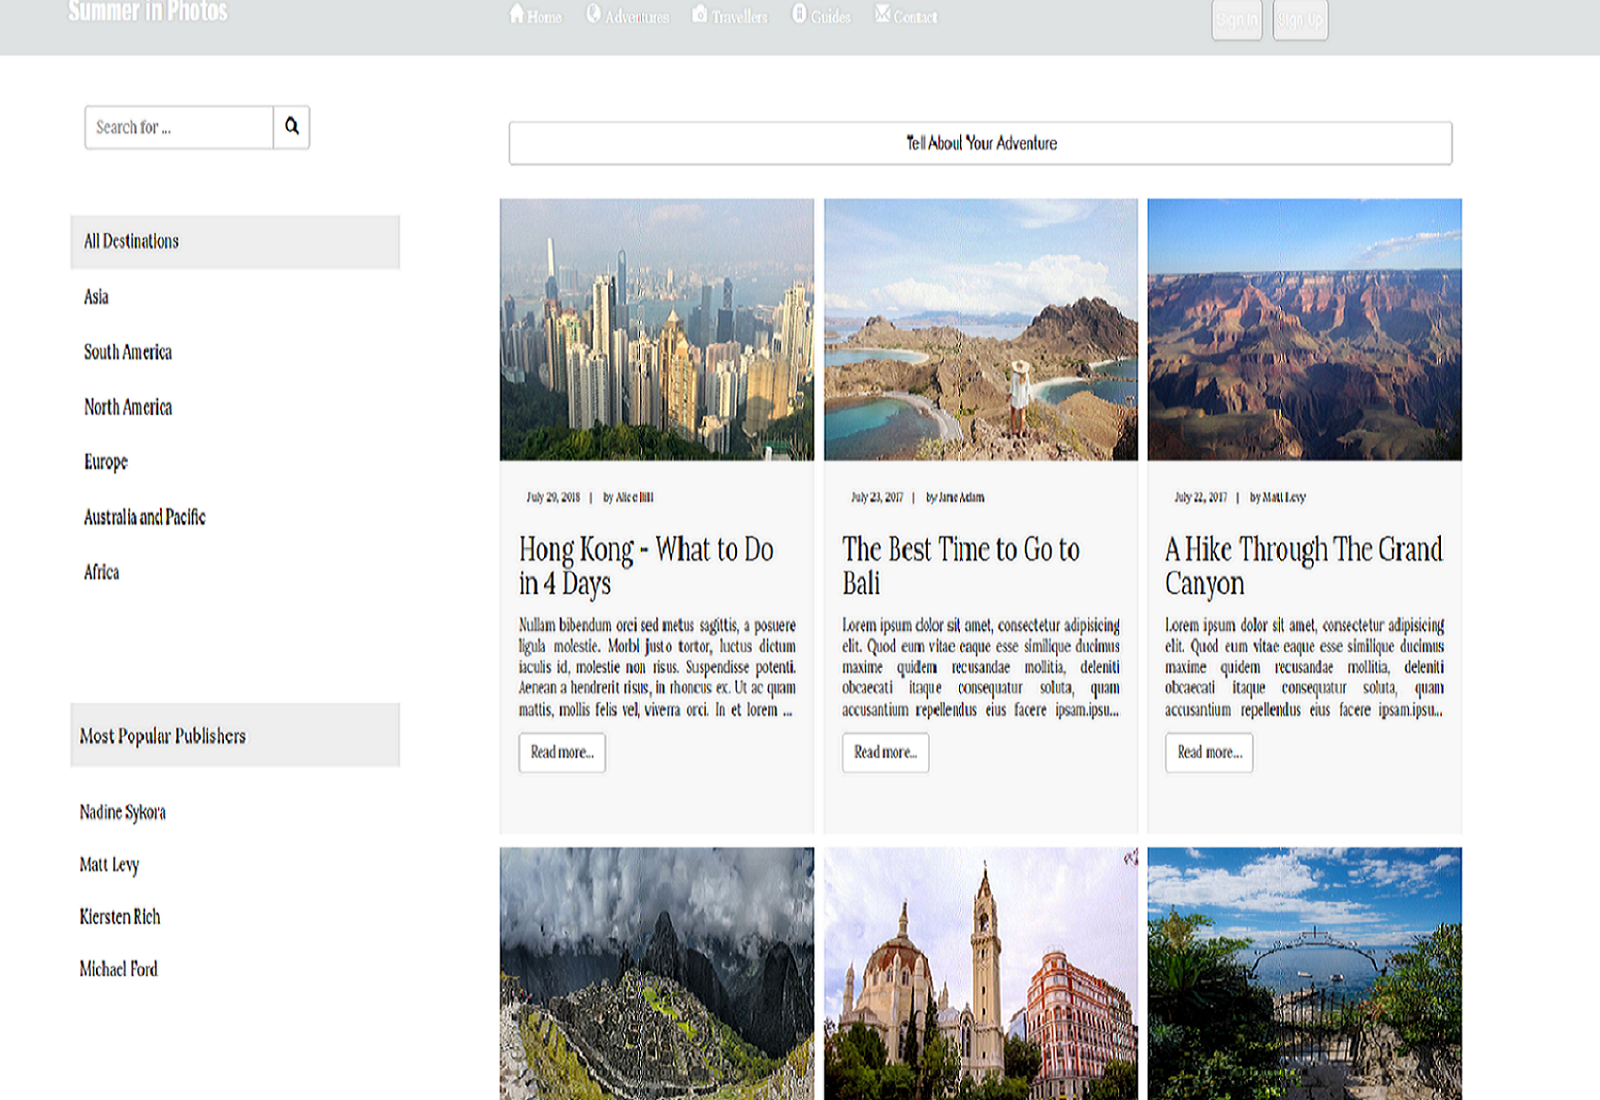 Summer in Photos
Home Adventures Travellers Guides Contact
Sign In Sign Up
Search for ...
Tell About Your Adventure
All Destinations
Asia
South America
North America
Europe
Australia and Pacific
Africa
Most Popular Publishers
Nadine Sykora
Matt Levy
Kiersten Rich
Michael Ford
July 29, 2018 | by Alice Hill
Hong Kong - What to Do
in 4 Days
Nullam bibendum orci sed metus sagittis, a posuere
ligula molestie. Morbi justo tortor, luctus dictum
iaculis id, molestie non risus. Suspendisse potenti.
Aenean a hendrerit risus, in rhoncus ex. Ut ac quam
mattis, mollis felis vel, viverra orci. In et lorem ...
Read more...
July 23, 2017 | by Jane Adam
The Best Time to Go to
Bali
Lorem ipsum dolor sit amet, consectetur adipisicing
elit. Quod eum vitae eaque esse similique ducimus
maxime quidem recusandae mollitia, deleniti
obcaecati itaque consequatur soluta, quam
accusantium repellendus eius facere ipsam.ipsu...
Read more...
July 22, 2017 | by Matt Levy
A Hike Through The Grand
Canyon
Lorem ipsum dolor sit amet, consectetur adipisicing
elit. Quod eum vitae eaque esse similique ducimus
maxime quidem recusandae mollitia, deleniti
obcaecati itaque consequatur soluta, quam
accusantium repellendus eius facere ipsam.ipsu...
Read more...